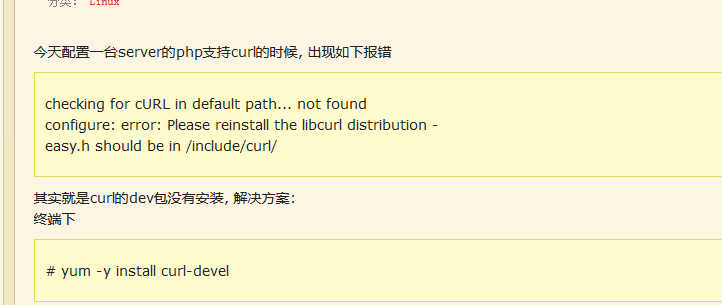 分类： Linux
今天配置一台server的php支持curl的时候, 出现如下报错
checking for cURL in default path... not found
configure: error: Please reinstall the libcurl distribution -
easy.h should be in /include/curl/
其实就是curl的dev包没有安装, 解决方案:
终端下
# yum -y install curl-devel